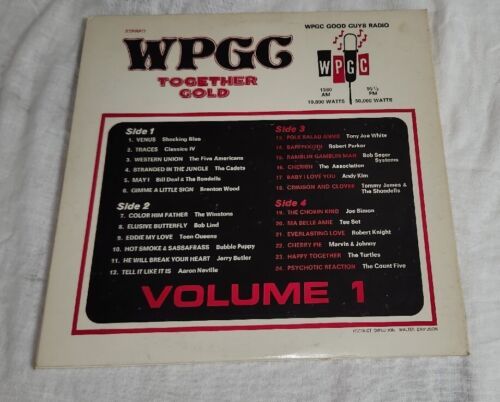 STEREO
WPGC
TOGETHER
GOLD
WPGC GOOD GUYS RADIO
WPGC
1580
AM
10,000 WATTS
95½
FM
50,000 WATTS
Side 1
1. VENUS Shocking Blue
2. TRACES Classics IV
3. WESTERN UNION The Five Americans
4. STRANDED IN THE JUNGLE The Cadets
5. MAY I Bill Deal & The Rondells
6. GIMME A LITTLE SIGN Brenton Wood
Side 2
7. COLOR HIM FATHER The Winstons
8. ELUSIVE BUTTERFLY Bob Lind
9. EDDIE MY LOVE Teen Queens
10. HOT SMOKE & SASSAFRASS Bubble Puppy
11. HE WILL BREAK YOUR HEART Jerry Butler
12. TELL IT LIKE IT IS Aaron Neville
Side 3
13. POLK SALAD ANNIE Tony Joe White
14. BAREFOOTIN' Robert Parker
15. RAMBLIN GAMBLIN MAN Bob Seger
Systems
16. CHERISH The Association
17. BABY I LOVE YOU Andy Kim
18. CRIMSON AND CLOVER Tommy James &
The Shondells
Side 4
19. THE CHOKIN KIND Joe Simon
20. MA BELLE AMIE Tee Set
21. EVERLASTING LOVE Robert Knight
22. CHERRY PIE Marvin & Johnny
23. HAPPY TOGETHER The Turtles
24. PSYCHOTIC REACTION The Count Five
VOLUME 1